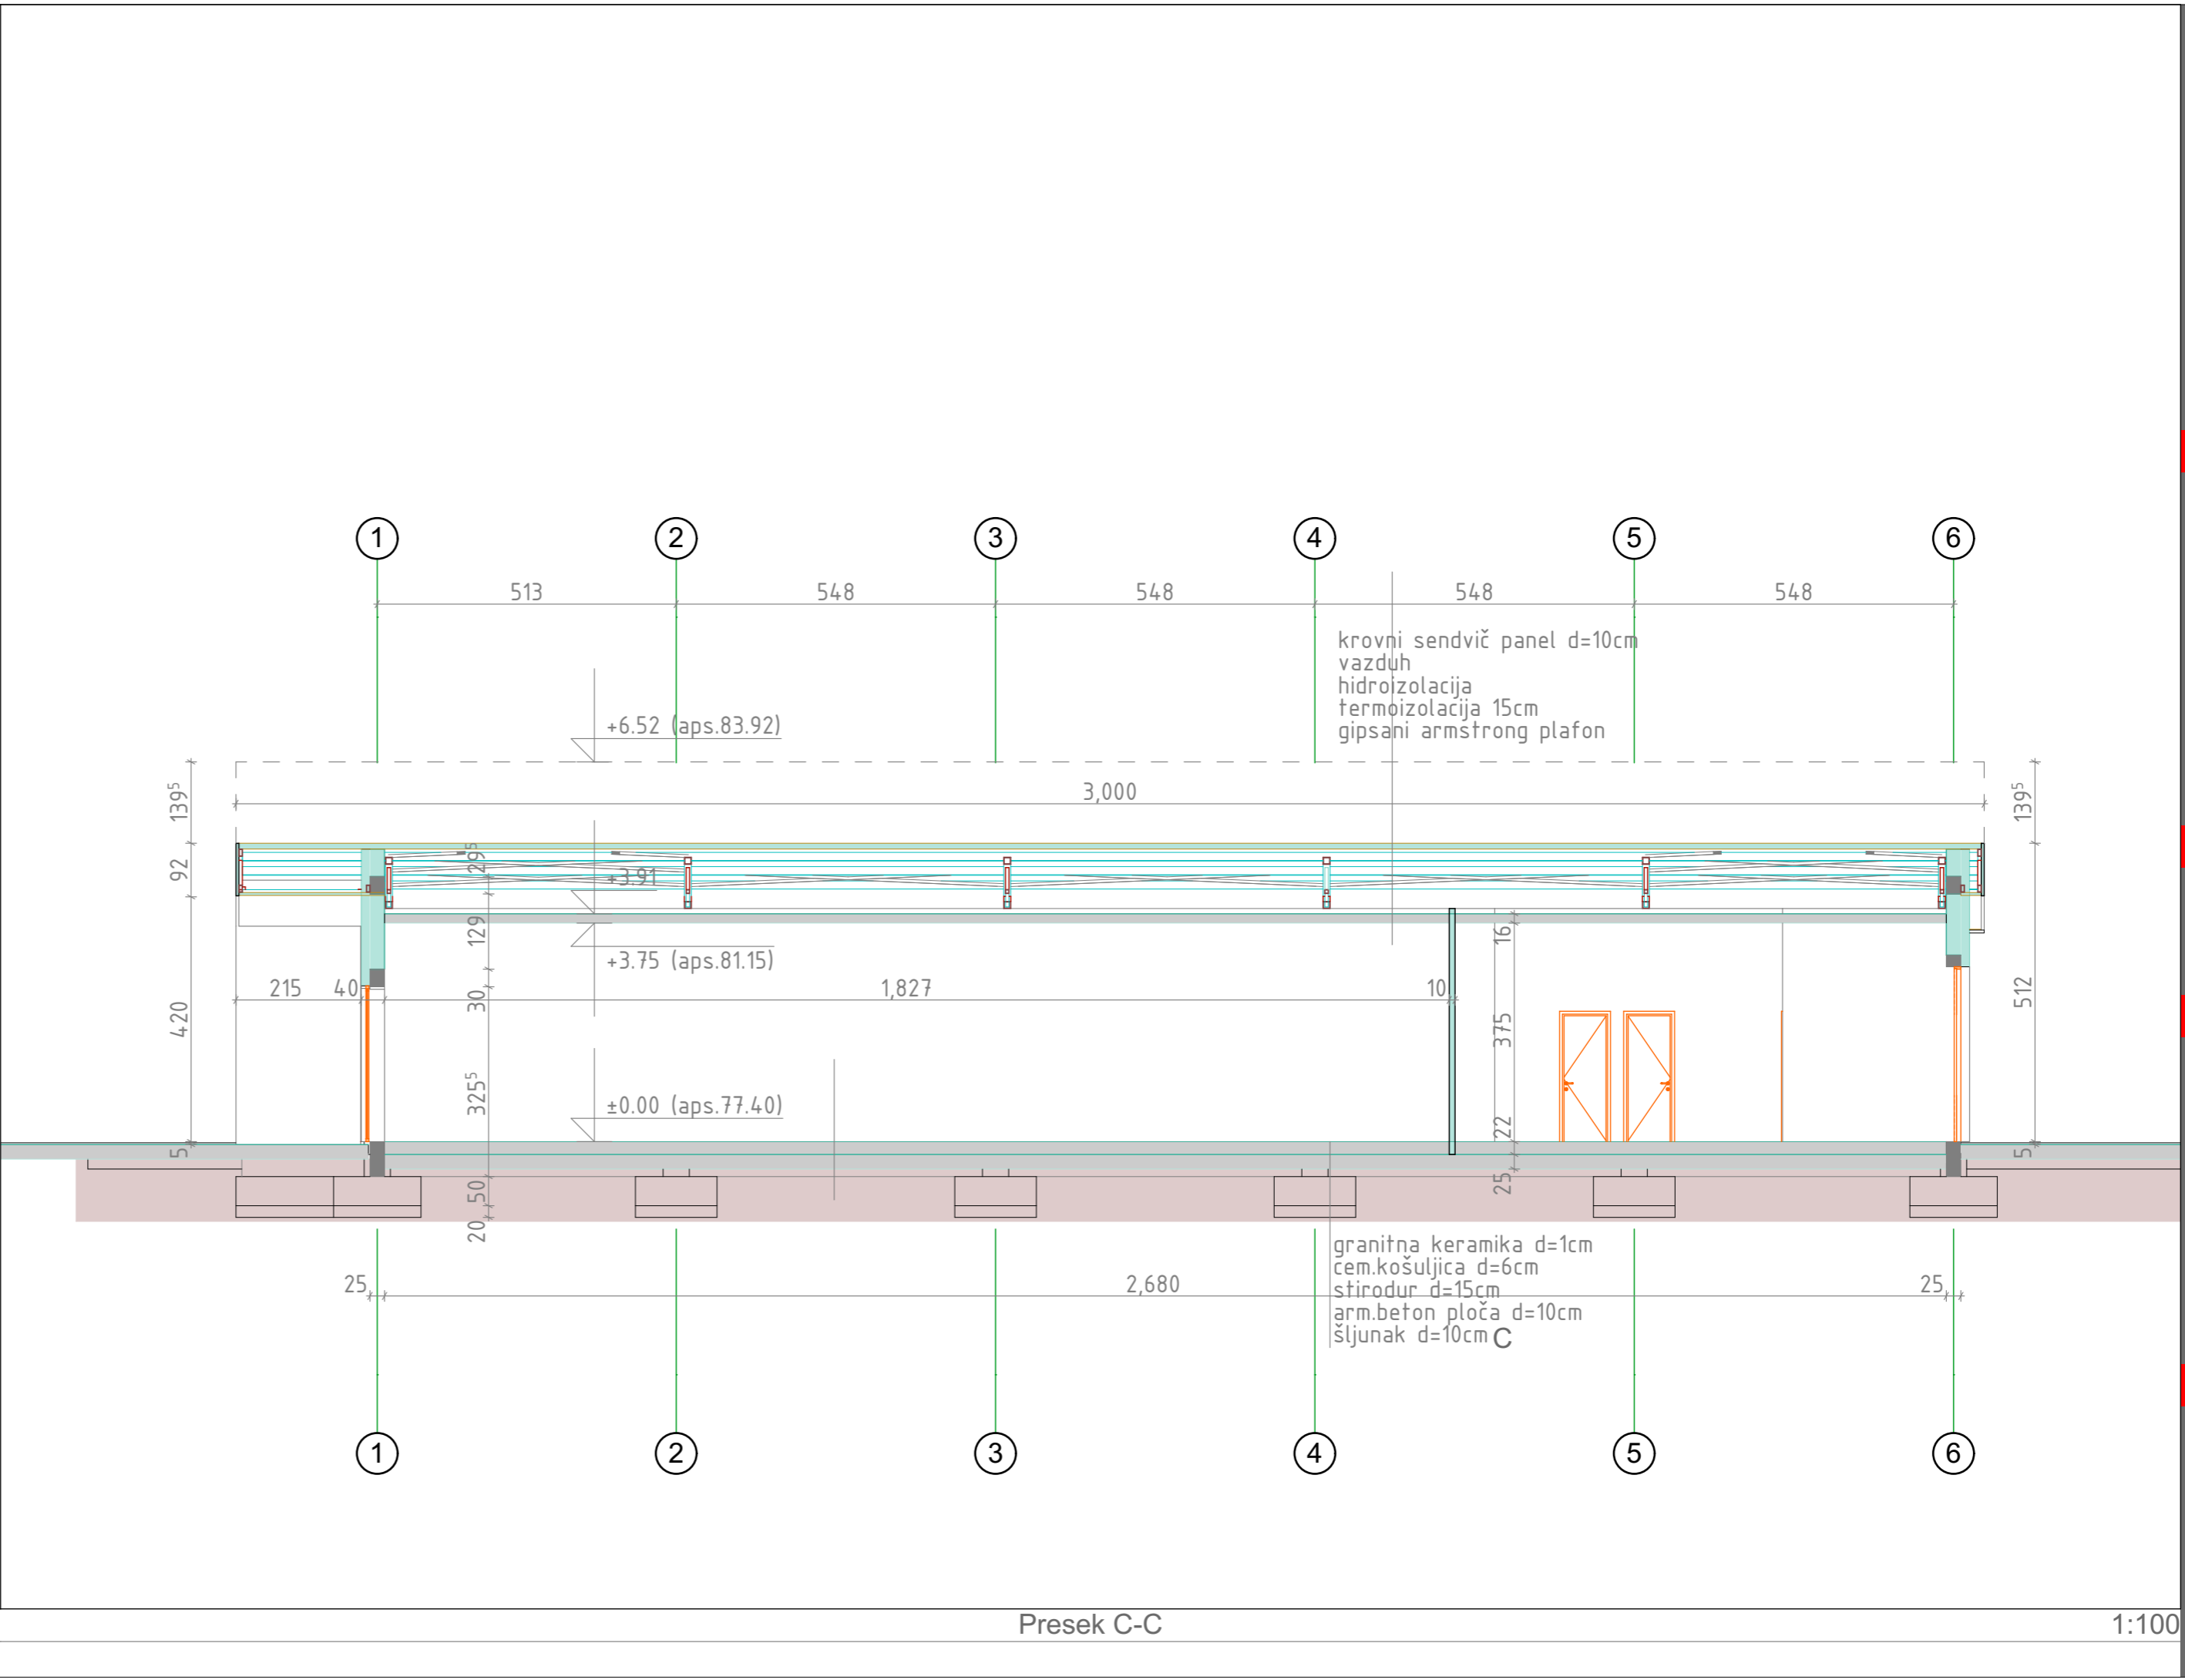 1 2 3 4 5 6
513 548 548 548 548
krovni sendvič panel d=10cm
vazduh
hidroizolacija
termoizolacija 15cm
gipsani armstrong plafon
+6.52 (aps.83.92)
139⁵
3,000
139⁵
92
29⁵
+3.91
129
16
+3.75 (aps.81.15)
215 40 1,827 10
30
420
375
512
325⁵
±0.00 (aps.77.40)
22
5
5
25
50
20
granitna keramika d=1cm
cem.košuljica d=6cm
stirodur d=15cm
arm.beton ploča d=10cm
šljunak d=10cm C
25 2,680 25
1 2 3 4 5 6
Presek C-C 1:100